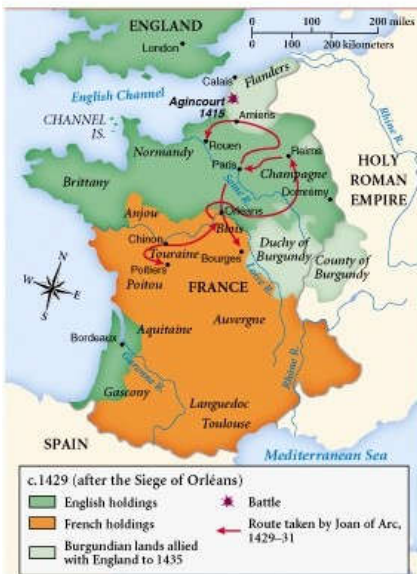 ENGLAND
London
0 100 200 miles
0 100 200 kilometers
Calais
Flanders
English Channel
Agincourt
1415
Amiens
CHANNEL
IS.
Rouen
Normandy
Paris
Reims
Rhine R.
HOLY
ROMAN
EMPIRE
Seine R.
Champagne
Domrémy
Brittany
Orléans
Anjou
Blois
Chinon
Touraine
Duchy of
Burgundy
Bourges
Loire R.
County of
Burgundy
Poitiers
Poitou
N
W
E
S
FRANCE
Auvergne
Bordeaux
Aquitaine
Garonne R.
Rhône R.
Gascony
Languedoc
Toulouse
SPAIN
Mediterranean Sea
c.1429 (after the Siege of Orléans)
English holdings
Battle
French holdings
Route taken by Joan of Arc,
1429–31
Burgundian lands allied
with England to 1435